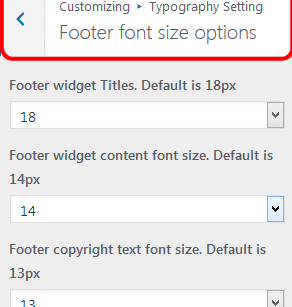 Customizing ▸ Typography Setting
Footer font size options
Footer widget Titles. Default is 18px
18
Footer widget content font size. Default is
14px
14
Footer copyright text font size. Default is
13px
13